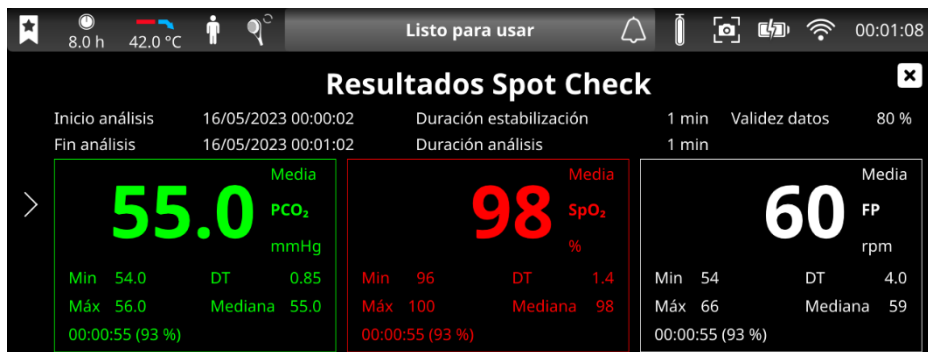 8.0 h 42.0 °C Listo para usar 00:01:08
Resultados Spot Check
Inicio análisis 16/05/2023 00:00:02 Duración estabilización 1 min Validez datos 80 %
Fin análisis 16/05/2023 00:01:02 Duración análisis 1 min
Media Media Media
55.0 PCO₂ 98 SpO₂ 60 FP
mmHg % rpm
Min 54.0 DT 0.85 Min 96 DT 1.4 Min 54 DT 4.0
Máx 56.0 Mediana 55.0 Máx 100 Mediana 98 Máx 66 Mediana 59
00:00:55 (93 %) 00:00:55 (93 %) 00:00:55 (93 %)